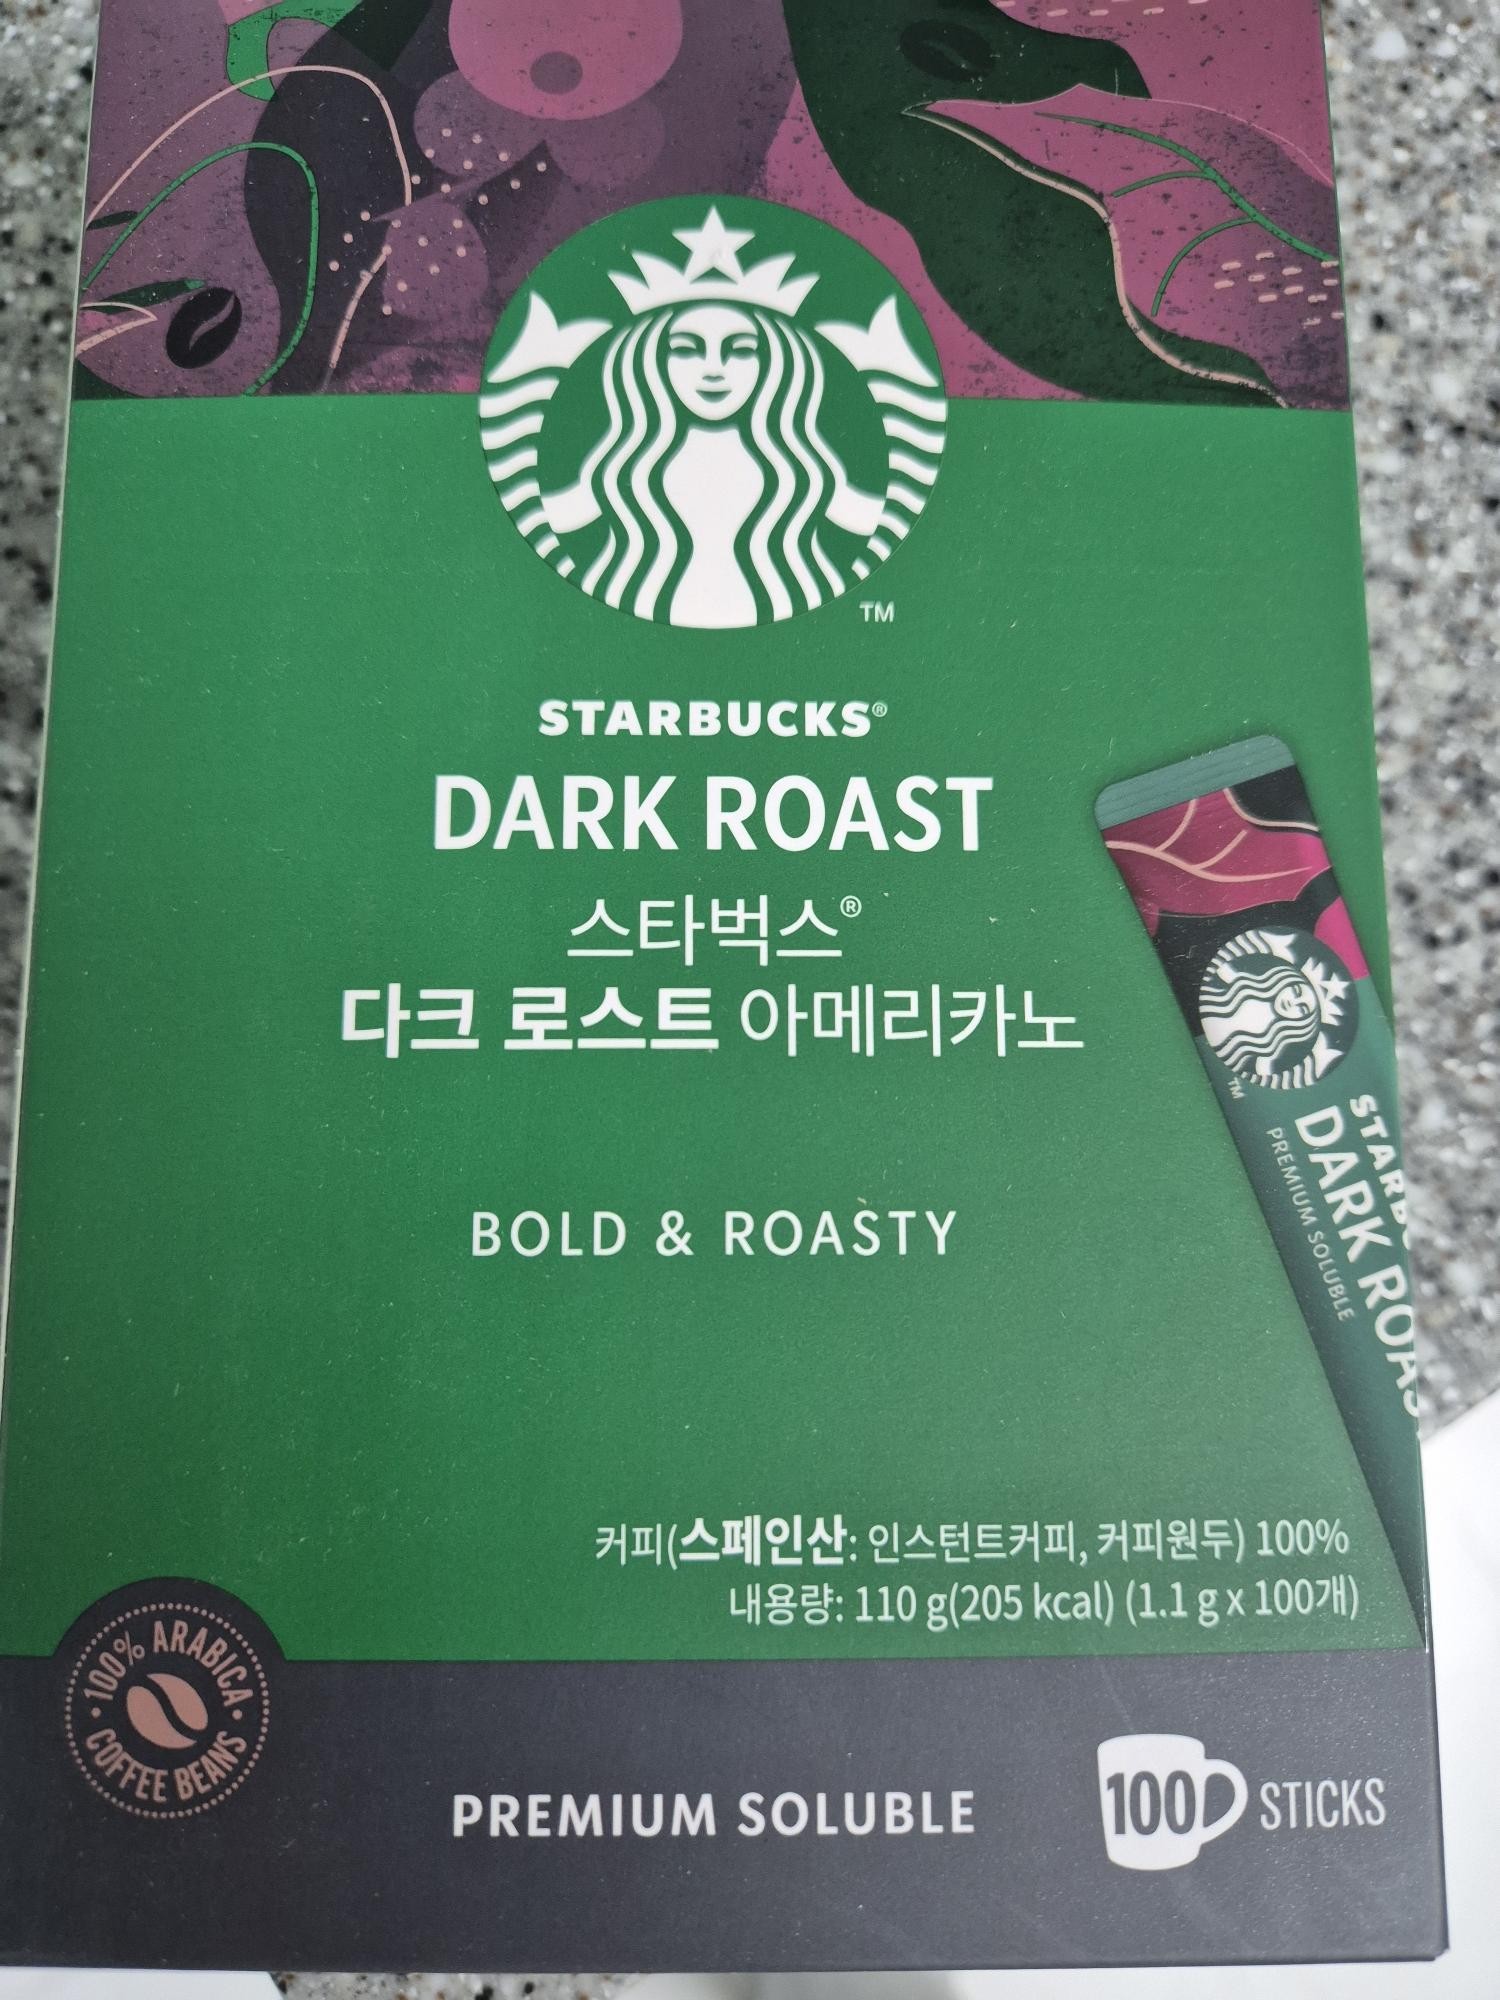 TM
STARBUCKS®
DARK ROAST
스타벅스®
다크 로스트 아메리카노
BOLD & ROASTY
TM
DARK
PREMIUM SOLUBLE
커피(스페인산: 인스턴트커피, 커피원두) 100%
내용량: 110 g(205 kcal) (1.1 g x 100개)
100% ARABICA
COFFEE BEANS
PREMIUM SOLUBLE
100 STICKS